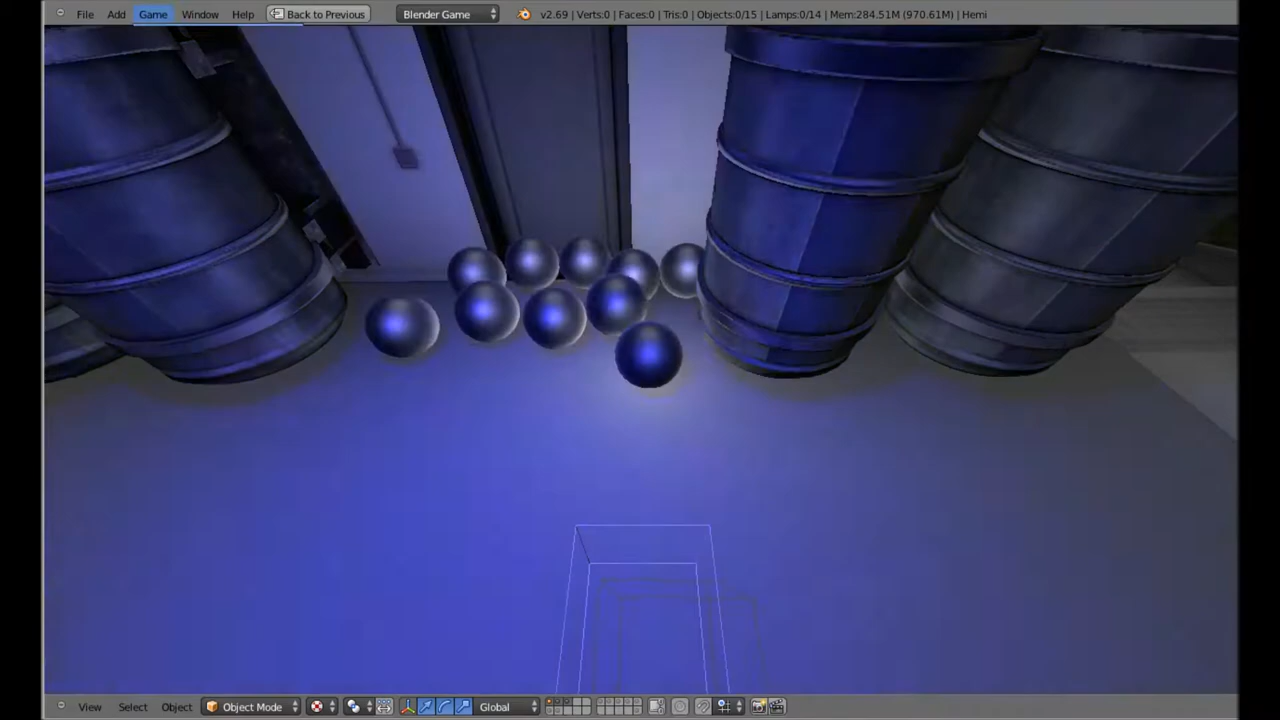 File Add Game Window Help Back to Previous Blender Game v2.69 | Verts:0 | Faces:0 | Tris:0 | Objects:0/15 | Lamps:0/14 | Mem:284.51M (970.61M) | Hemi
View Select Object Object Mode Global